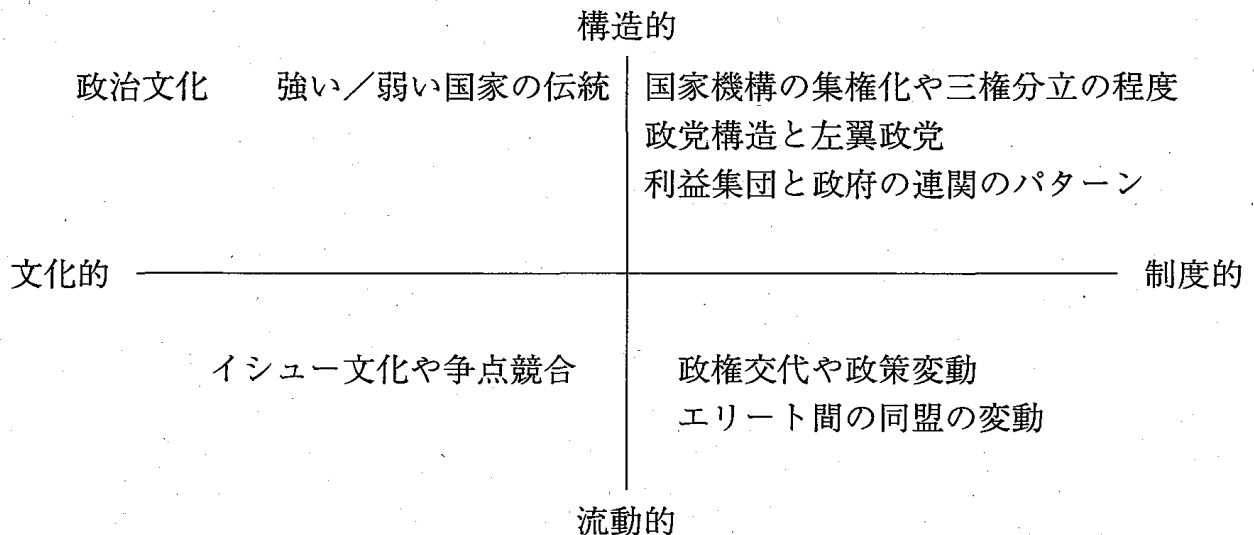 構造的
政治文化　強い／弱い国家の伝統
国家機構の集権化や三権分立の程度
政党構造と左翼政党
利益集団と政府の連関のパターン
文化的
制度的
イシュー文化や争点競合
政権交代や政策変動
エリート間の同盟の変動
流動的